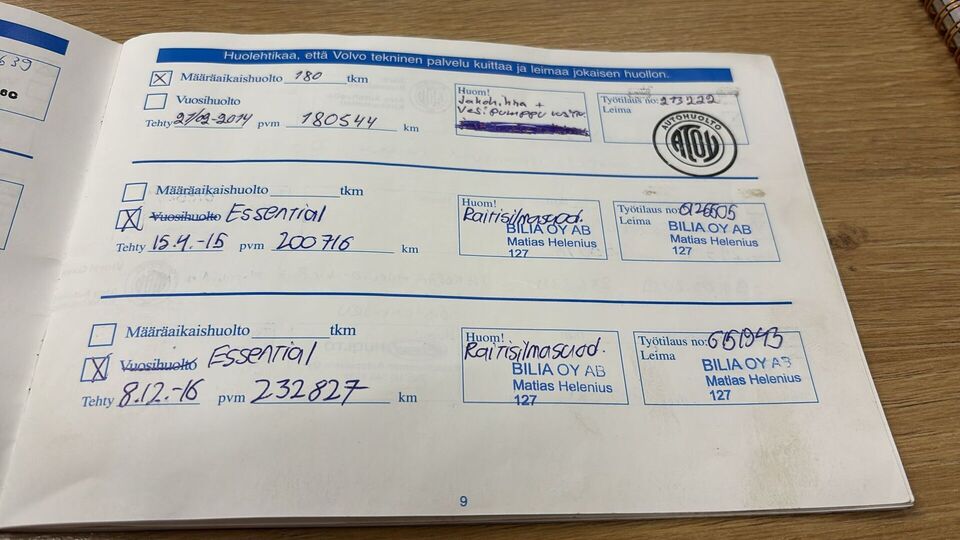 639
Huolehtikaa, että Volvo tekninen palvelu kuittaa ja leimaa jokaisen huollon.
X Määräaikaishuolto 180 tkm
Vuosihuolto
Tehty 27/02-2014 pvm 180544 km
Huom!
Jakohihna +
Vesipumppu
Työtilaus no: 273222
Leima
AUTOHUOLTO
ATOY
Määräaikaishuolto tkm
X Vuosihuolto Essential
Tehty 15.4.-15 pvm 200716 km
Huom!
Raitisilmasuod.
BILIA OY AB
Matias Helenius
127
Työtilaus no: 6126505
Leima
BILIA OY AB
Matias Helenius
127
Määräaikaishuolto tkm
X Vuosihuolto Essential
Tehty 8.12.-16 pvm 232827 km
Huom!
Raitisilmasuod.
BILIA OY AB
Matias Helenius
127
Työtilaus no: 6151943
Leima
BILIA OY AB
Matias Helenius
127
9